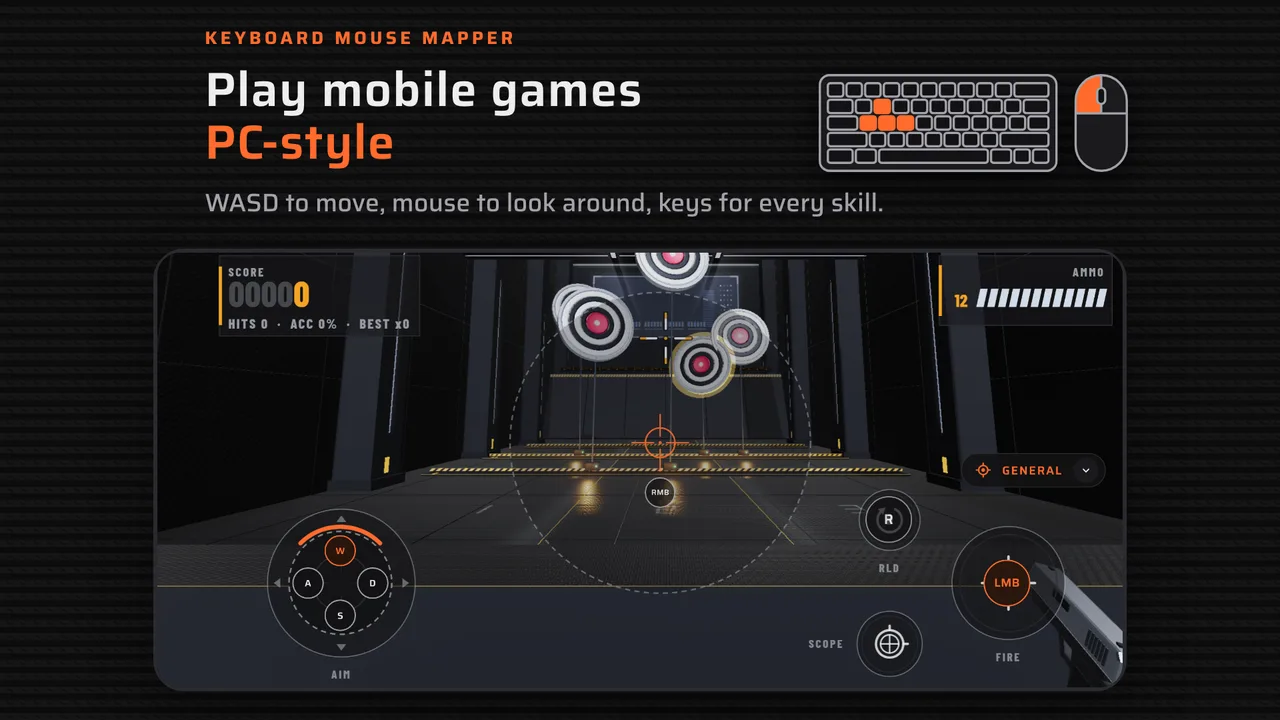 KEYBOARD MOUSE MAPPER
Play mobile games
PC-style
WASD to move, mouse to look around, keys for every skill.
SCORE
00000
HITS 0 · ACC 0% · BEST x0
AMMO
12
GENERAL
RMB
R
RLD
W
A
D
S
AIM
LMB
FIRE
SCOPE